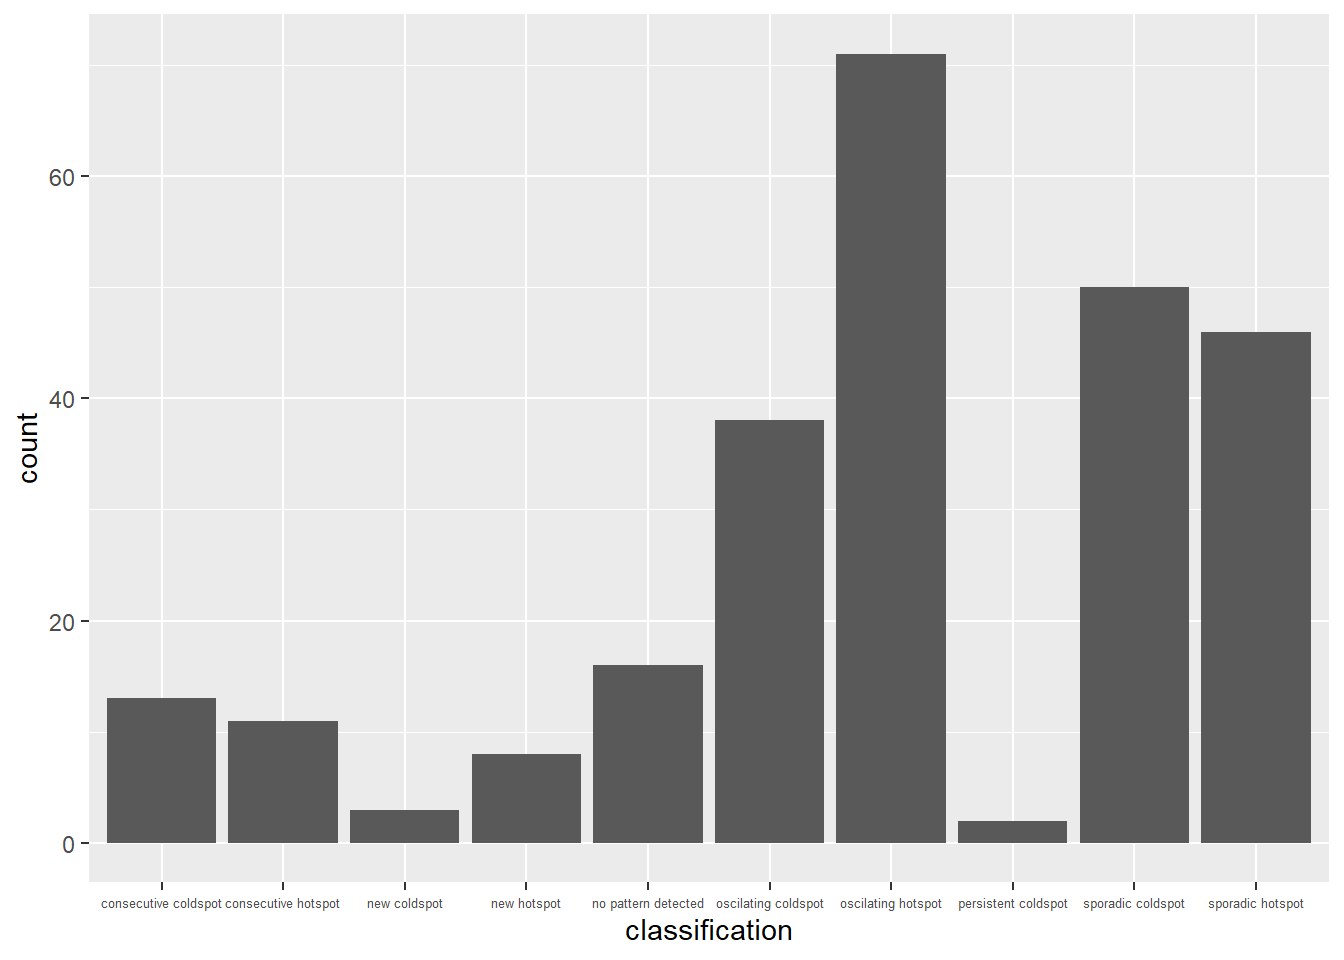 count
60
40
20
0
consecutive coldspot consecutive hotspot new coldspot new hotspot no pattern detected oscilating coldspot oscilating hotspot persistent coldspot sporadic coldspot sporadic hotspot
classification